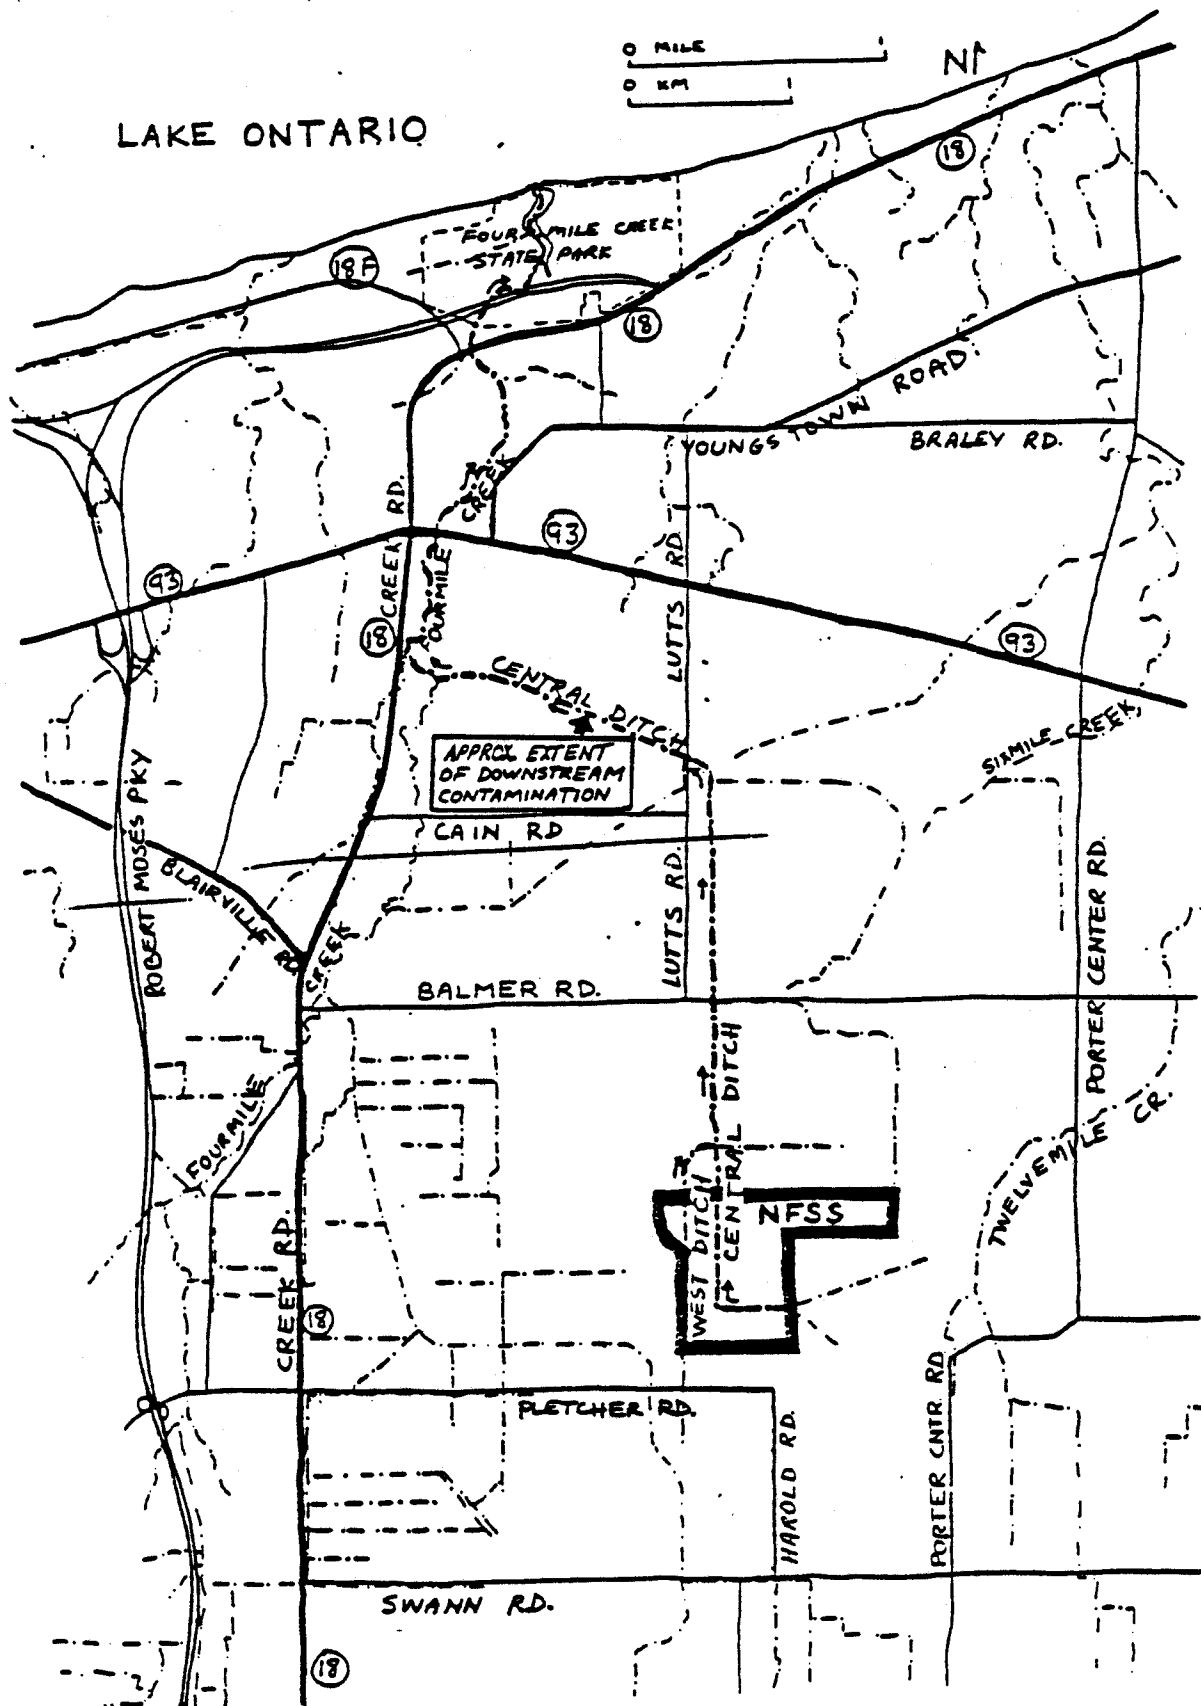 0 MILE 1
0 KM 1
N
LAKE ONTARIO
18
FOUR MILE CREEK
STATE PARK
18F
18
YOUNGSTOWN ROAD
BRALEY RD.
CREEK RD.
CREEK
93
93
LUTTS RD.
18
93
CENTRAL DITCH
SIXMILE CREEK
APPROX EXTENT
OF DOWNSTREAM
CONTAMINATION
CAIN RD
ROBERT MOSES PKY
BLAIRVILLE RD
CREEK
LUTTS RD.
PORTER CENTER RD.
BALMER RD.
FOURMILE
CENTRAL DITCH
WEST DITCH
NFSS
TWELVEMILE CR.
CREEK RD.
18
PLETCHER RD.
HAROLD RD.
PORTER CNTR RD
SWANN RD.
18